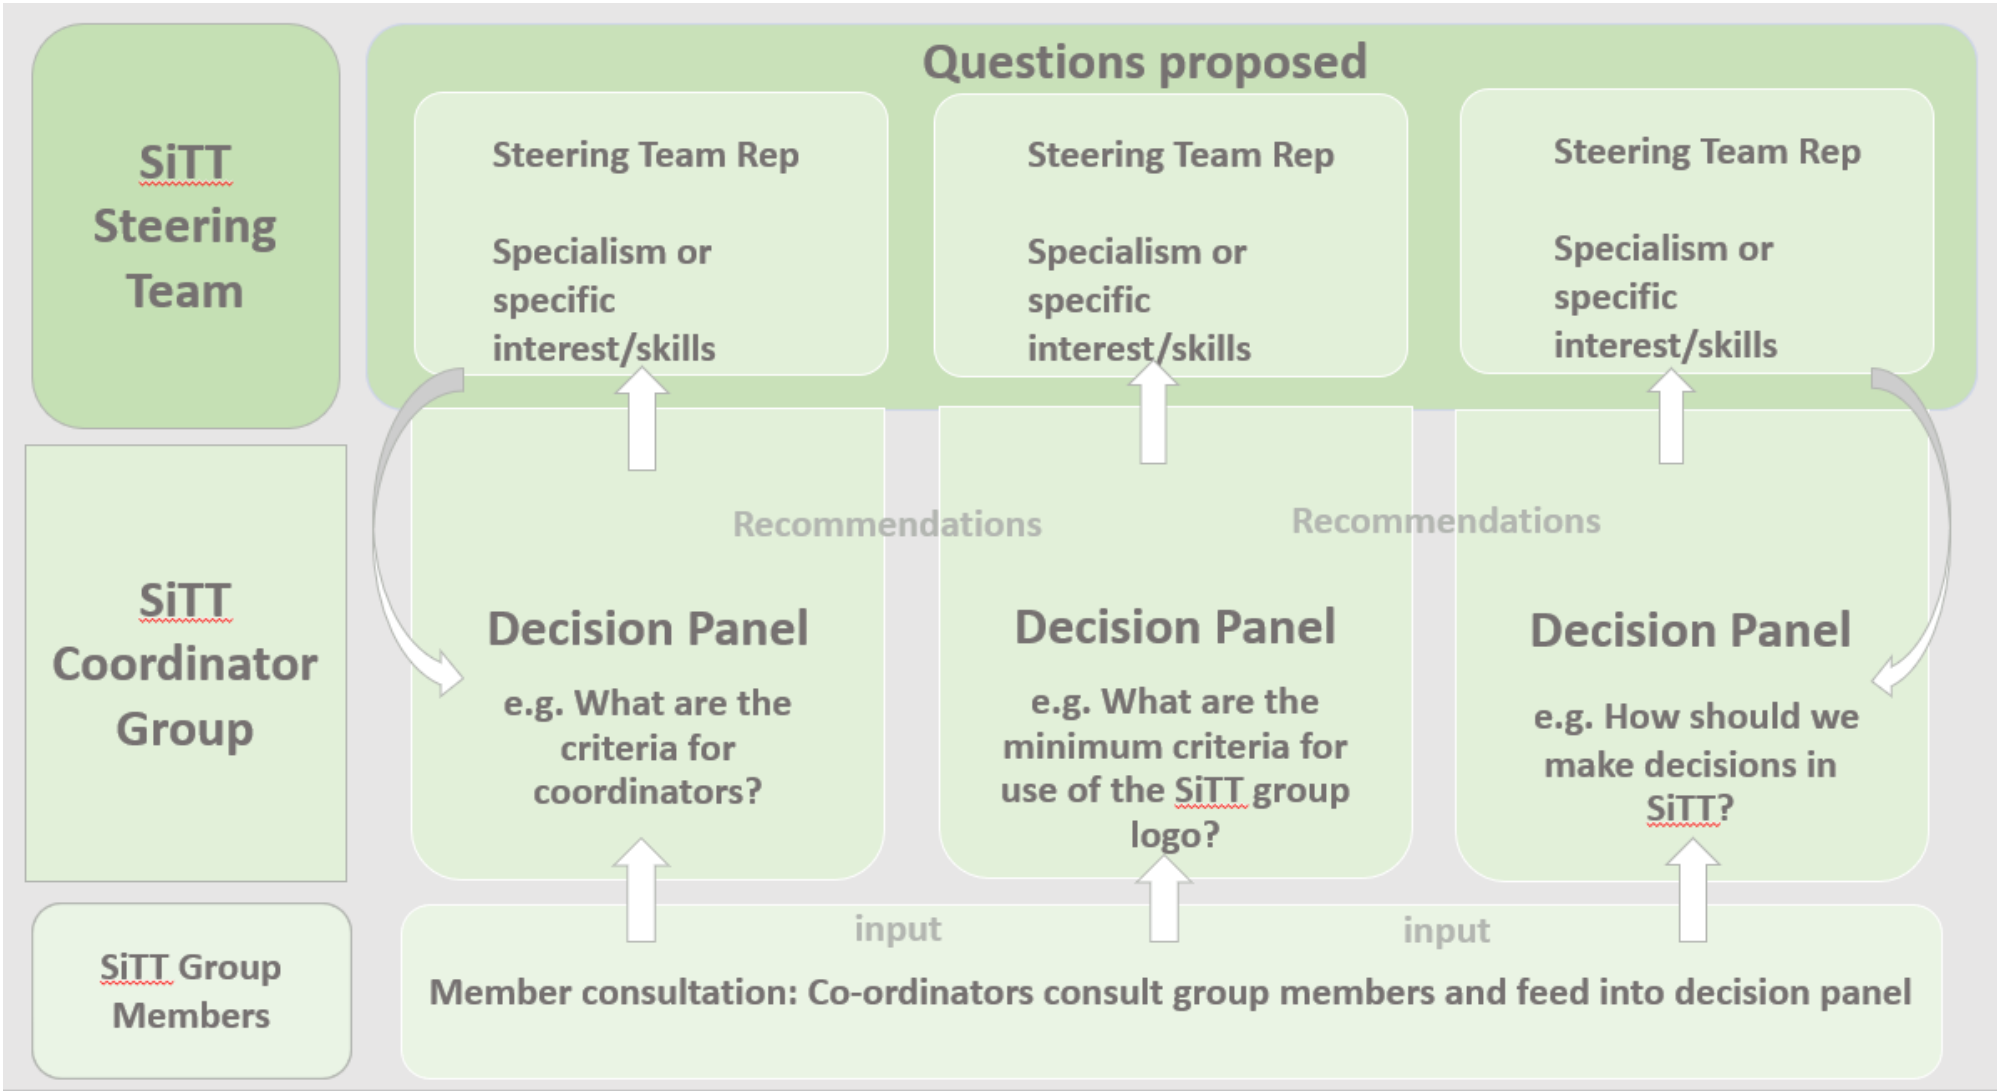 SiTT
Steering
Team
Questions proposed
Steering Team Rep
Specialism or
specific
interest/skills
Steering Team Rep
Specialism or
specific
interest/skills
Steering Team Rep
Specialism or
specific
interest/skills
SiTT
Coordinator
Group
Recommendations
Recommendations
Decision Panel
e.g. What are the
criteria for
coordinators?
Decision Panel
e.g. What are the
minimum criteria for
use of the SiTT group
logo?
Decision Panel
e.g. How should we
make decisions in
SiTT?
SiTT Group
Members
input
input
Member consultation: Co-ordinators consult group members and feed into decision panel